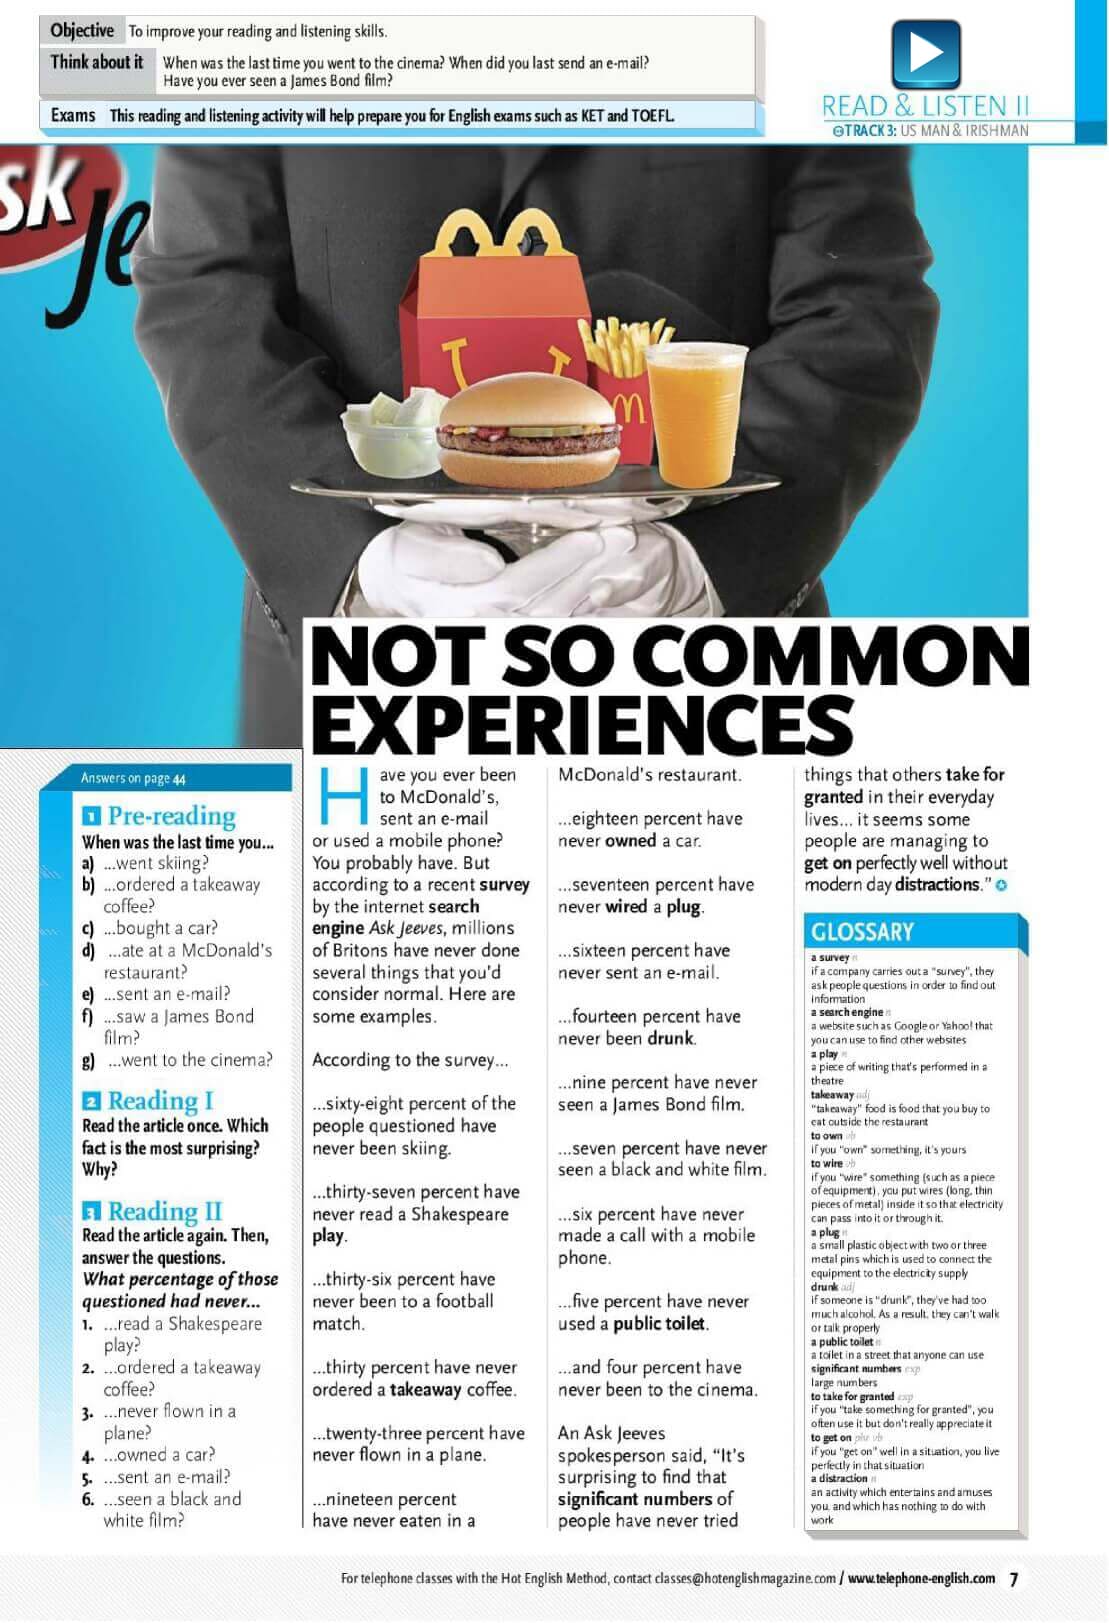 Objective To improve your reading and listening skills.
Think about it When was the last time you went to the cinema? When did you last send an e-mail?
Have you ever seen a James Bond film?
Exams This reading and listening activity will help prepare you for English exams such as KET and TOEFL.
READ & LISTEN II
TRACK 3: US MAN & IRISHMAN
sk
Je
m
NOT SO COMMON
EXPERIENCES
Answers on page 44
1 Pre-reading
When was the last time you...
a) ...went skiing?
b) ...ordered a takeaway
coffee?
c) ...bought a car?
d) ...ate at a McDonald's
restaurant?
e) ...sent an e-mail?
f) ...saw a James Bond
film?
g) ...went to the cinema?
2 Reading I
Read the article once. Which
fact is the most surprising?
Why?
3 Reading II
Read the article again. Then,
answer the questions.
What percentage of those
questioned had never...
1. ...read a Shakespeare
play?
2. ...ordered a takeaway
coffee?
3. ...never flown in a
plane?
4. ...owned a car?
5. ...sent an e-mail?
6. ...seen a black and
white film?
Have you ever been
to McDonald's,
sent an e-mail
or used a mobile phone?
You probably have. But
according to a recent survey
by the internet search
engine Ask Jeeves, millions
of Britons have never done
several things that you'd
consider normal. Here are
some examples.
According to the survey...
...sixty-eight percent of the
people questioned have
never been skiing.
...thirty-seven percent have
never read a Shakespeare
play.
...thirty-six percent have
never been to a football
match.
...thirty percent have never
ordered a takeaway coffee.
...twenty-three percent have
never flown in a plane.
...nineteen percent
have never eaten in a
McDonald's restaurant.
...eighteen percent have
never owned a car.
...seventeen percent have
never wired a plug.
...sixteen percent have
never sent an e-mail.
...fourteen percent have
never been drunk.
...nine percent have never
seen a James Bond film.
...seven percent have never
seen a black and white film.
...six percent have never
made a call with a mobile
phone.
...five percent have never
used a public toilet.
...and four percent have
never been to the cinema.
An Ask Jeeves
spokesperson said, "It's
surprising to find that
significant numbers of
people have never tried
things that others take for
granted in their everyday
lives... it seems some
people are managing to
get on perfectly well without
modern day distractions."
GLOSSARY
a survey n
if a company carries out a "survey", they
ask people questions in order to find out
information
a search engine n
a website such as Google or Yahoo! that
you can use to find other websites
a play n
a piece of writing that's performed in a
theatre
takeaway adj
"takeaway" food is food that you buy to
eat outside the restaurant
to own vb
if you "own" something, it's yours
to wire vb
if you "wire" something (such as a piece
of equipment), you put wires (long, thin
pieces of metal) inside it so that electricity
can pass into it or through it.
a plug n
a small plastic object with two or three
metal pins which is used to connect the
equipment to the electricity supply
drunk adj
if someone is "drunk", they've had too
much alcohol. As a result, they can't walk
or talk properly
a public toilet n
a toilet in a street that anyone can use
significant numbers exp
large numbers
to take for granted exp
if you "take something for granted", you
often use it but don't really appreciate it
to get on phr vb
if you "get on" well in a situation, you live
perfectly in that situation
a distraction n
an activity which entertains and amuses
you, and which has nothing to do with
work
For telephone classes with the Hot English Method, contact classes@hotenglishmagazine.com / www.telephone-english.com 7